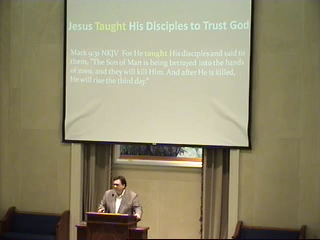 Jesus Taught His Disciples to Trust God
Mark 9:31 NKJV For He taught His disciples and said to
them, "The Son of Man is being betrayed into the hands
of men, and they will kill Him. And after He is killed,
He will rise the third day."